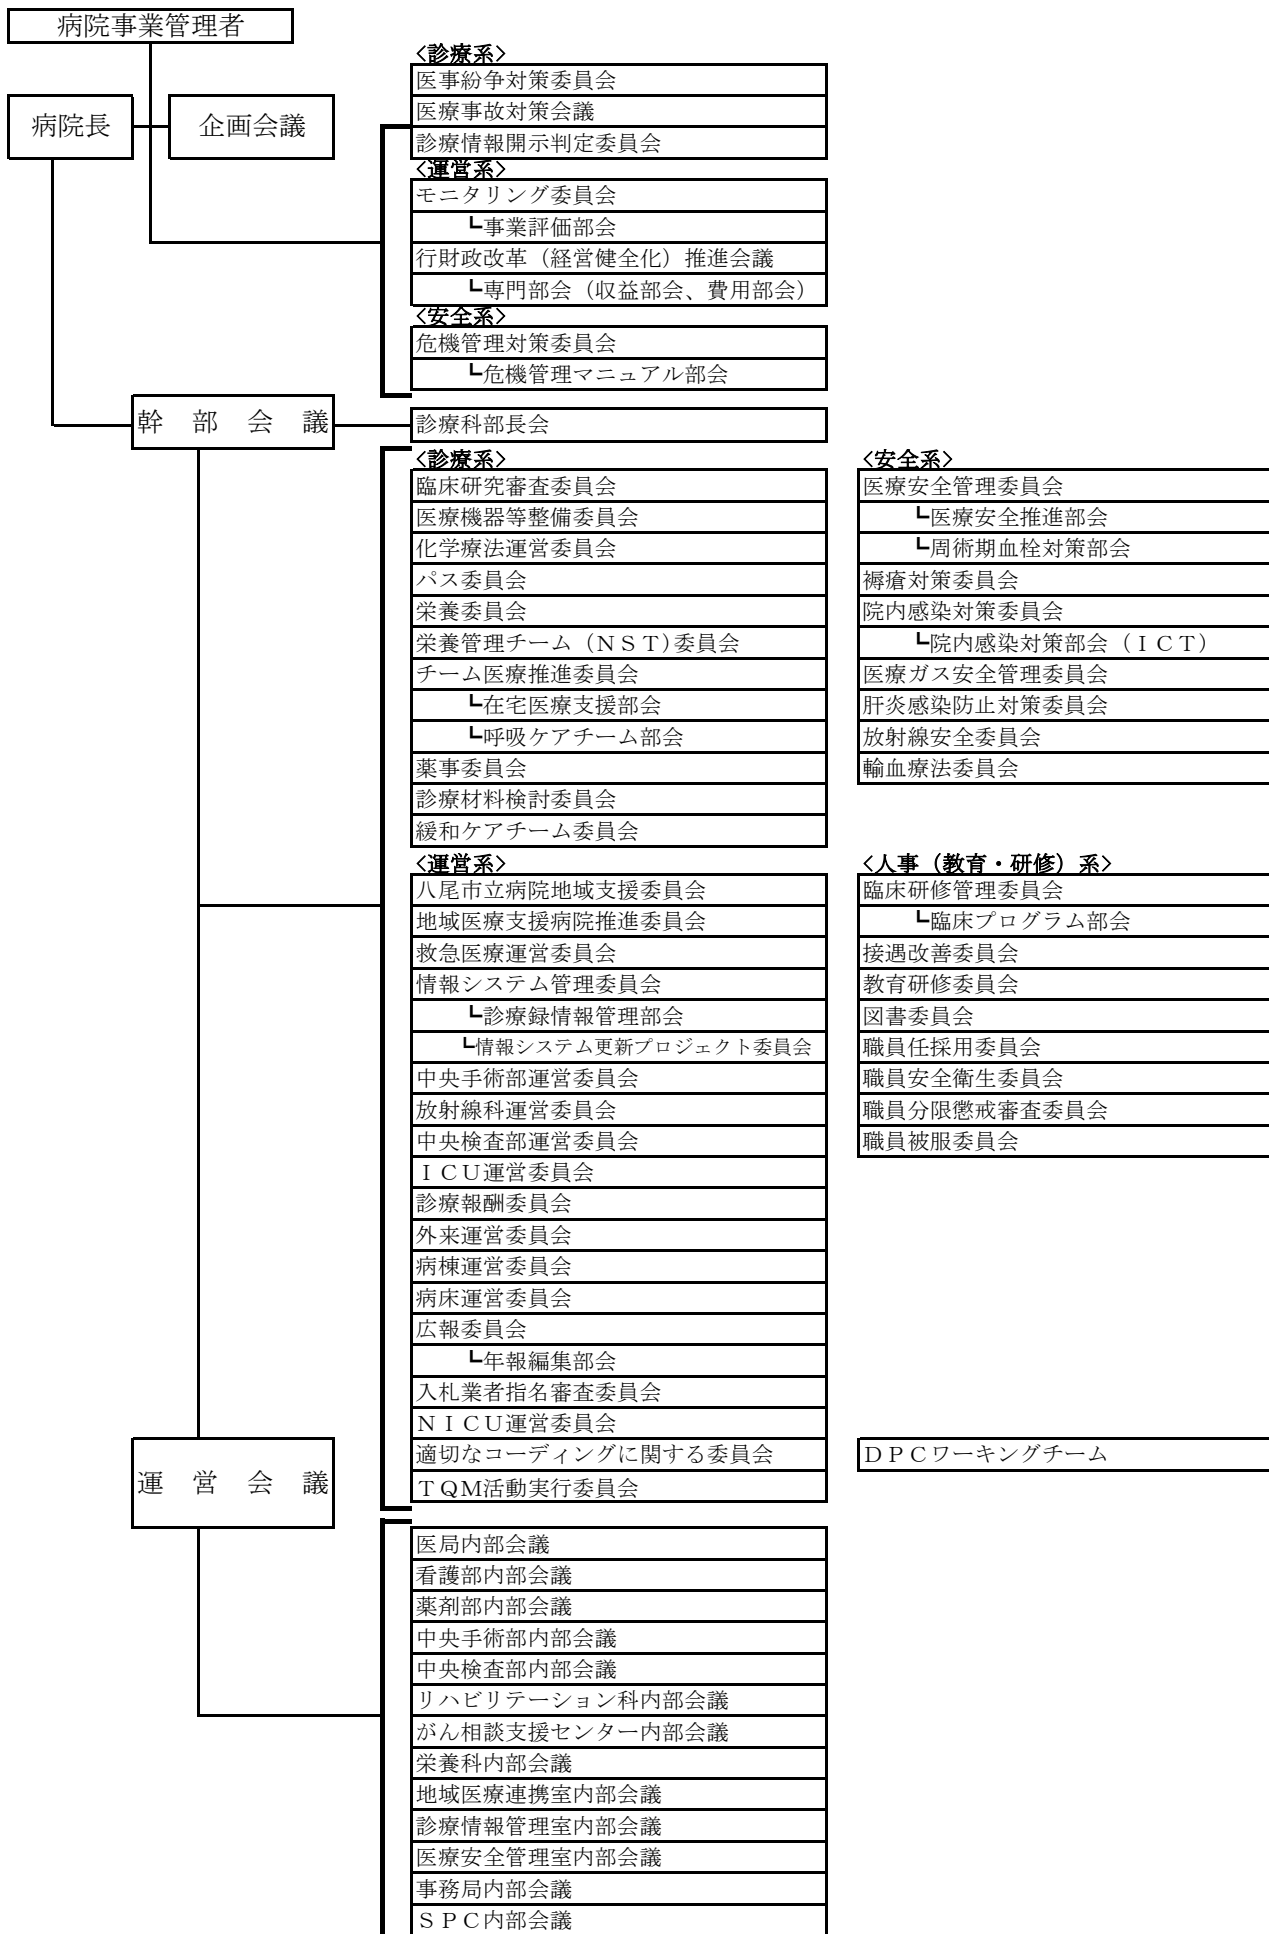 病院事業管理者
病院長
企画会議
<診療系>
医事紛争対策委員会
医療事故対策会議
診療情報開示判定委員会
<運営系>
モニタリング委員会
┗事業評価部会
行財政改革（経営健全化）推進会議
┗専門部会（収益部会、費用部会）
<安全系>
危機管理対策委員会
┗危機管理マニュアル部会
幹　部　会　議
診療科部長会
<診療系>
臨床研究審査委員会
医療機器等整備委員会
化学療法運営委員会
パス委員会
栄養委員会
栄養管理チーム（ＮＳＴ）委員会
チーム医療推進委員会
┗在宅医療支援部会
┗呼吸ケアチーム部会
薬事委員会
診療材料検討委員会
緩和ケアチーム委員会
<安全系>
医療安全管理委員会
┗医療安全推進部会
┗周術期血栓対策部会
褥瘡対策委員会
院内感染対策委員会
┗院内感染対策部会（ＩＣＴ）
医療ガス安全管理委員会
肝炎感染防止対策委員会
放射線安全委員会
輸血療法委員会
<運営系>
八尾市立病院地域支援委員会
地域医療支援病院推進委員会
救急医療運営委員会
情報システム管理委員会
┗診療録情報管理部会
┗情報システム更新プロジェクト委員会
中央手術部運営委員会
放射線科運営委員会
中央検査部運営委員会
ＩＣＵ運営委員会
診療報酬委員会
外来運営委員会
病棟運営委員会
病床運営委員会
広報委員会
┗年報編集部会
入札業者指名審査委員会
ＮＩＣＵ運営委員会
適切なコーディングに関する委員会
ＴＱＭ活動実行委員会
<人事（教育・研修）系>
臨床研修管理委員会
┗臨床プログラム部会
接遇改善委員会
教育研修委員会
図書委員会
職員任採用委員会
職員安全衛生委員会
職員分限懲戒審査委員会
職員被服委員会
ＤＰＣワーキングチーム
運　営　会　議
医局内部会議
看護部内部会議
薬剤部内部会議
中央手術部内部会議
中央検査部内部会議
リハビリテーション科内部会議
がん相談支援センター内部会議
栄養科内部会議
地域医療連携室内部会議
診療情報管理室内部会議
医療安全管理室内部会議
事務局内部会議
ＳＰＣ内部会議